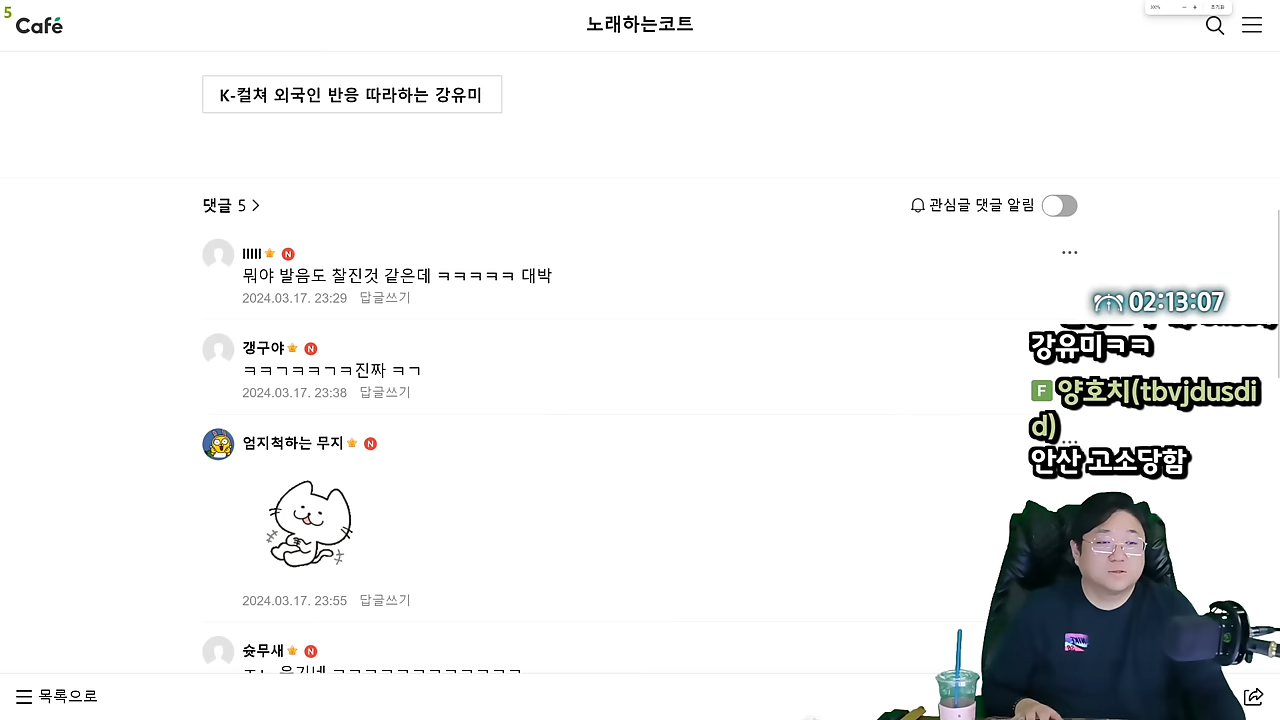 5
Café
노래하는코트
100%
초기화
K-컬쳐 외국인 반응 따라하는 강유미
댓글 5
관심글 댓글 알림
lllll N
뭐야 발음도 찰진것 같은데 ㅋㅋㅋㅋㅋ 대박
2024.03.17. 23:29 답글쓰기
02:13:07
갱구야 N
ㅋㅋㄱㅋㅋㄱㅋ진짜 ㅋㄱ
2024.03.17. 23:38 답글쓰기
강유미ㅋㅋ
F 양호치(tbvjdusdi
d)
안산 고소당함
엄지척하는 무지 N
2024.03.17. 23:55 답글쓰기
슞무새 N
목록으로